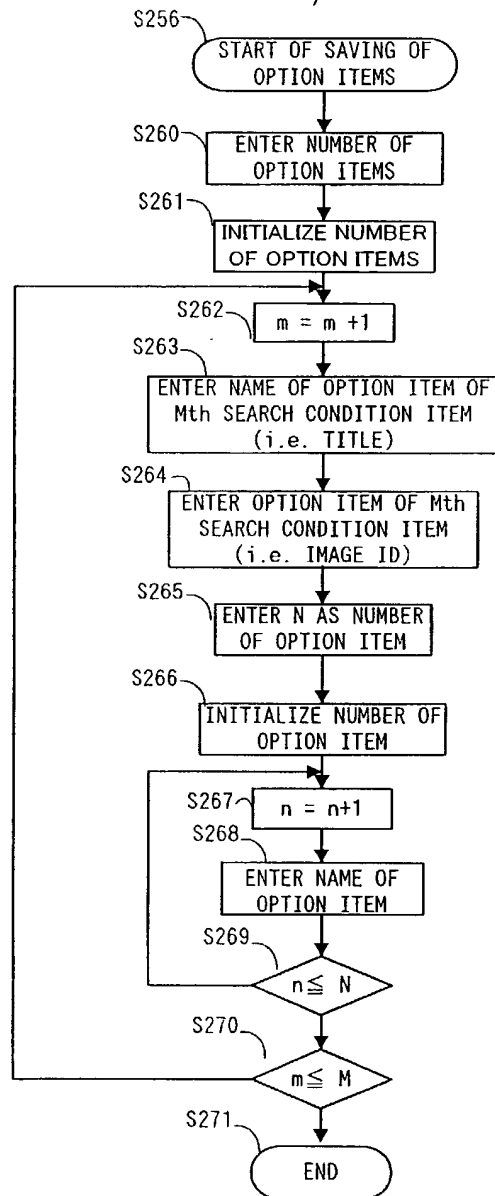 S256
START OF SAVING OF
OPTION ITEMS
S260
ENTER NUMBER OF
OPTION ITEMS
S261
INITIALIZE NUMBER
OF OPTION ITEMS
S262
m = m +1
S263
ENTER NAME OF OPTION ITEM OF
Mth SEARCH CONDITION ITEM
(i.e. TITLE)
S264
ENTER OPTION ITEM OF Mth
SEARCH CONDITION ITEM
(i.e. IMAGE ID)
S265
ENTER N AS NUMBER
OF OPTION ITEM
S266
INITIALIZE NUMBER OF
OPTION ITEM
S267
n = n+1
S268
ENTER NAME OF
OPTION ITEM
S269
n ≦ N
S270
m ≦ M
S271
END